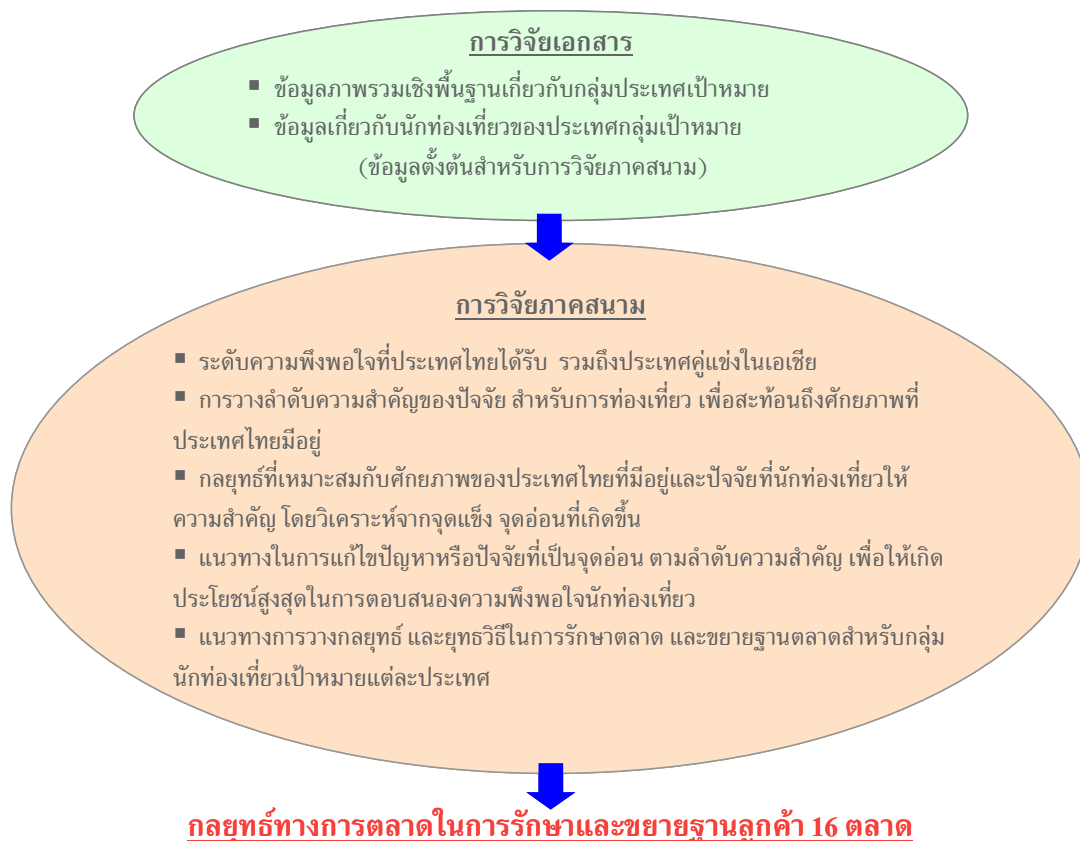 การวิจัยเอกสาร
▪ ข้อมูลภาพรวมเชิงพื้นฐานเกี่ยวกับกลุ่มประเทศเป้าหมาย
▪ ข้อมูลเกี่ยวกับนักท่องเที่ยวของประเทศกลุ่มเป้าหมาย
(ข้อมูลตั้งต้นสำหรับการวิจัยภาคสนาม)
การวิจัยภาคสนาม
▪ ระดับความพึงพอใจที่ประเทศไทยได้รับ รวมถึงประเทศคู่แข่งในเอเชีย
▪ การวางลำดับความสำคัญของปัจจัย สำหรับการท่องเที่ยว เพื่อสะท้อนถึงศักยภาพที่
ประเทศไทยมีอยู่
▪ กลยุทธ์ที่เหมาะสมกับศักยภาพของประเทศไทยที่มีอยู่และปัจจัยที่นักท่องเที่ยวให้
ความสำคัญ โดยวิเคราะห์จากจุดแข็ง จุดอ่อนที่เกิดขึ้น
▪ แนวทางในการแก้ไขปัญหาหรือปัจจัยที่เป็นจุดอ่อน ตามลำดับความสำคัญ เพื่อให้เกิด
ประโยชน์สูงสุดในการตอบสนองความพึงพอใจนักท่องเที่ยว
▪ แนวทางการวางกลยุทธ์ และยุทธวิธีในการรักษาตลาด และขยายฐานตลาดสำหรับกลุ่ม
นักท่องเที่ยวเป้าหมายแต่ละประเทศ
กลยุทธ์ทางการตลาดในการรักษาและขยายฐานลูกค้า 16 ตลาด